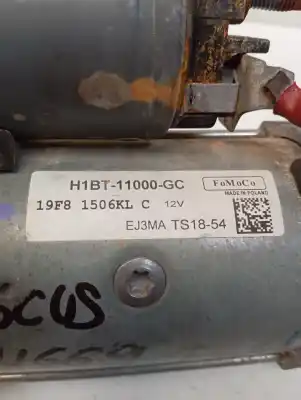 H1BT-11000-GC
FoMoCo
MADE IN POLAND
19F8 1506KL C 12V
EJ3MA TS18-54